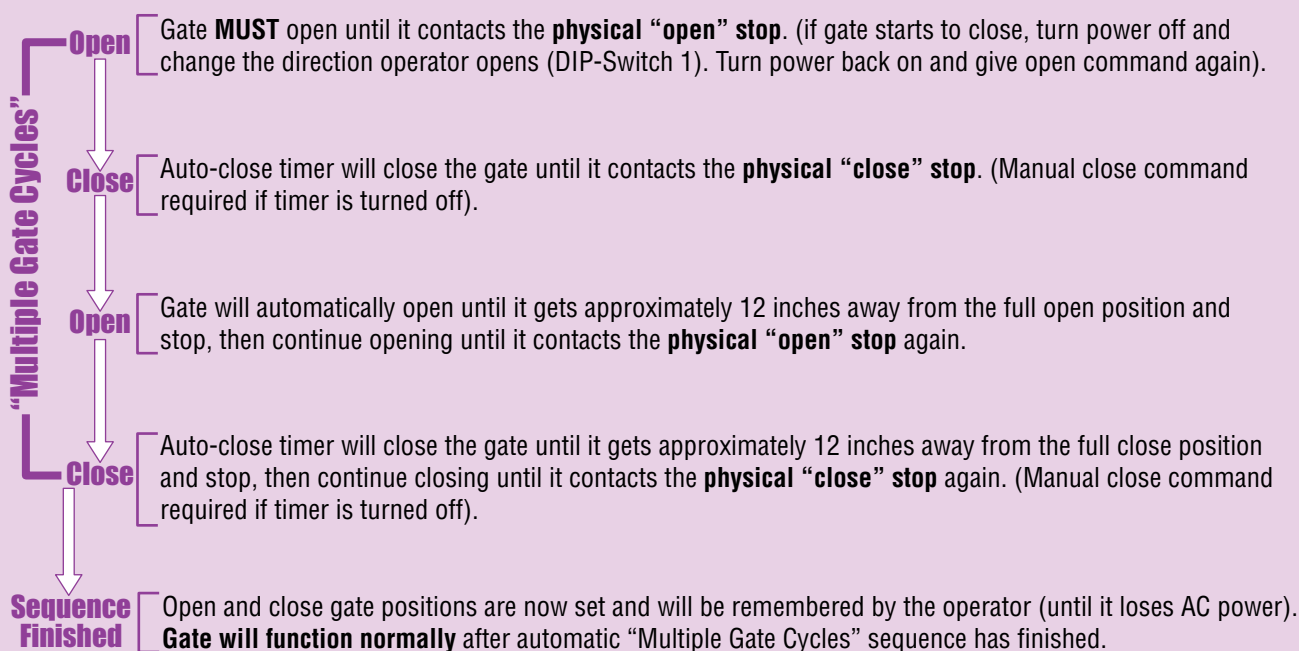 "Multiple Gate Cycles"
Open
Gate MUST open until it contacts the physical “open” stop. (if gate starts to close, turn power off and
change the direction operator opens (DIP-Switch 1). Turn power back on and give open command again).
Close
Auto-close timer will close the gate until it contacts the physical “close” stop. (Manual close command
required if timer is turned off).
Open
Gate will automatically open until it gets approximately 12 inches away from the full open position and
stop, then continue opening until it contacts the physical “open” stop again.
Close
Auto-close timer will close the gate until it gets approximately 12 inches away from the full close position
and stop, then continue closing until it contacts the physical “close” stop again. (Manual close command
required if timer is turned off).
Sequence
Finished
Open and close gate positions are now set and will be remembered by the operator (until it loses AC power).
Gate will function normally after automatic “Multiple Gate Cycles” sequence has finished.